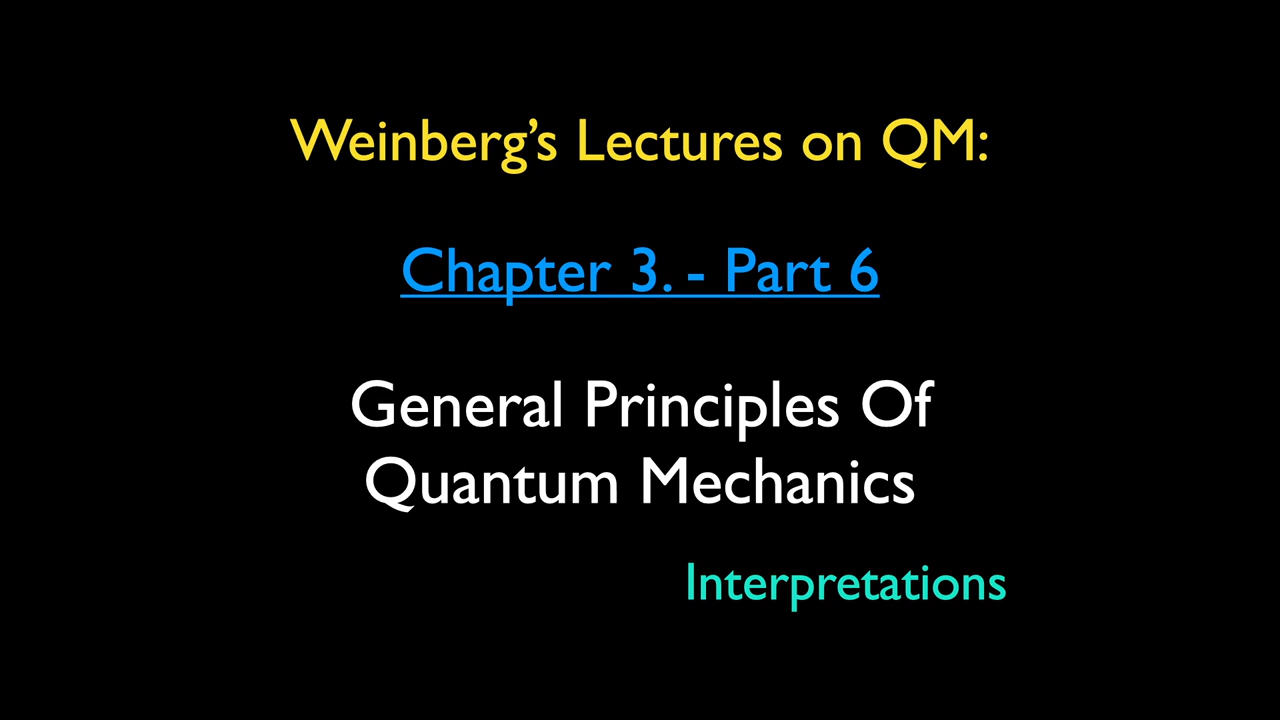 Weinberg’s Lectures on QM:
Chapter 3. - Part 6
General Principles Of
Quantum Mechanics
Interpretations